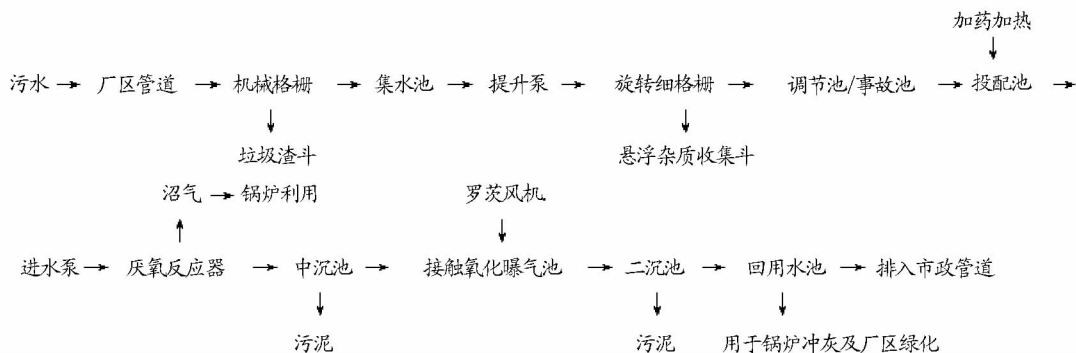 加药加热
污水 厂区管道 机械格栅 集水池 提升泵 旋转细格栅 调节池/事故池 投配池
垃圾渣斗 悬浮杂质收集斗
沼气 锅炉利用 罗茨风机
进水泵 厌氧反应器 中沉池 接触氧化曝气池 二沉池 回用水池 排入市政管道
污泥 污泥 用于锅炉冲灰及厂区绿化